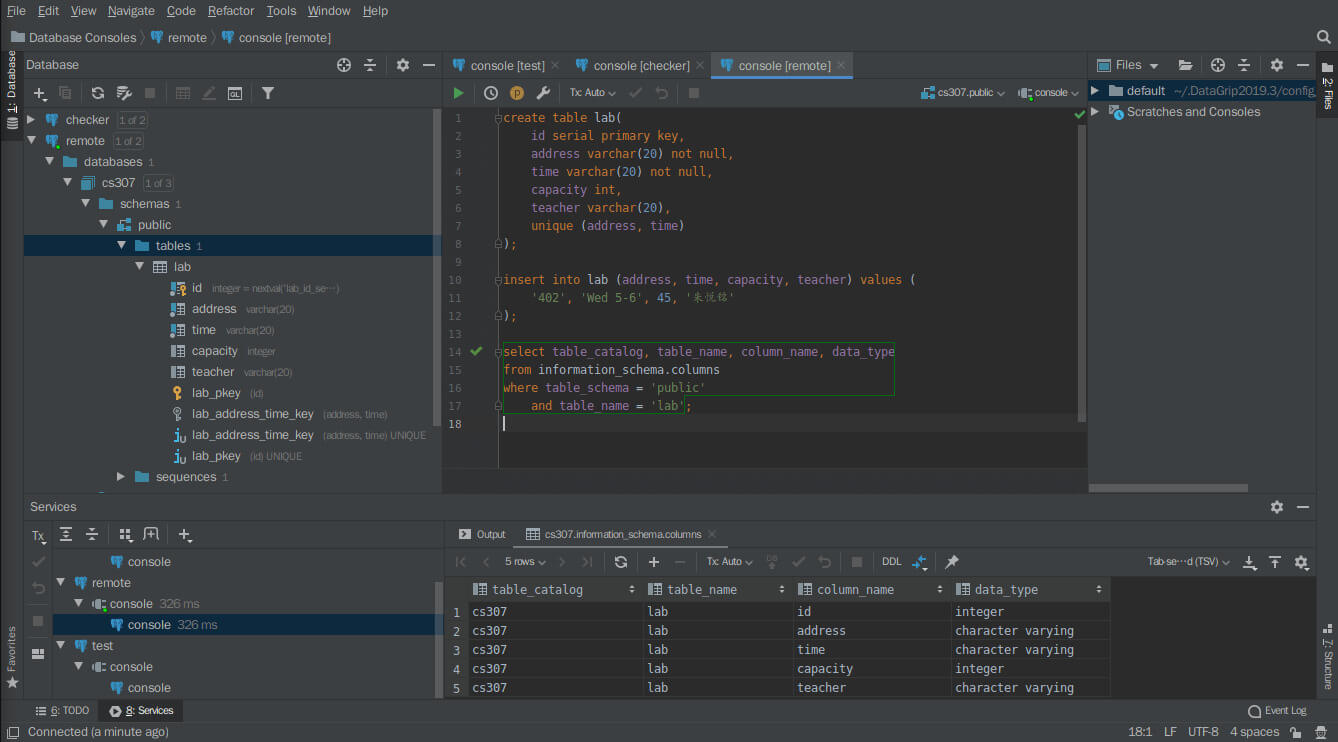 File Edit View Navigate Code Refactor Tools Window Help
Database Consoles remote console [remote]
1: Database
Database
checker 1 of 2
remote 1 of 2
databases 1
cs307 1 of 3
schemas 1
public
tables 1
lab
id integer = nextval('lab_id_se⋯)
address varchar(20)
time varchar(20)
capacity integer
teacher varchar(20)
lab_pkey (id)
lab_address_time_key (address, time)
lab_address_time_key (address, time) UNIQUE
lab_pkey (id) UNIQUE
sequences 1
console [test] console [checker] console [remote]
Tx: Auto cs307.public console
1 create table lab(
2 id serial primary key,
3 address varchar(20) not null,
4 time varchar(20) not null,
5 capacity int,
6 teacher varchar(20),
7 unique (address, time)
8 );
9
10 insert into lab (address, time, capacity, teacher) values (
11 '402', 'Wed 5-6', 45, '朱悦铭'
12 );
13
14 select table_catalog, table_name, column_name, data_type
15 from information_schema.columns
16 where table_schema = 'public'
17 and table_name = 'lab';
18
Files
default ~/.DataGrip2019.3/config
Scratches and Consoles
2: Files
Services
Tx
console
remote
console 326 ms
console 326 ms
test
console
console
Output cs307.information_schema.columns
5 rows Tx: Auto DB DDL Tab-se⋯d (TSV)
table_catalog table_name column_name data_type
1 cs307 lab id integer
2 cs307 lab address character varying
3 cs307 lab time character varying
4 cs307 lab capacity integer
5 cs307 lab teacher character varying
Favorites
7: Structure
6: TODO 8: Services Event Log
Connected (a minute ago) 18:1 LF UTF-8 4 spaces